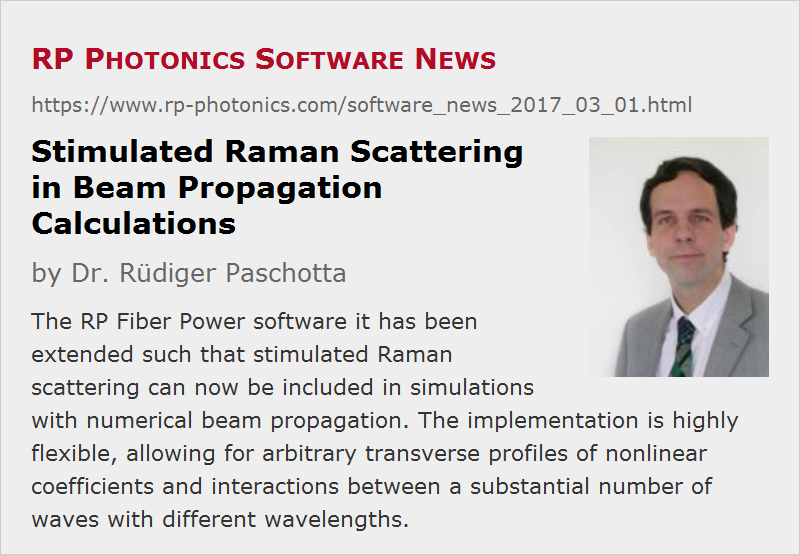 RP Photonics Software News
https://www.rp-photonics.com/software_news_2017_03_01.html
Stimulated Raman Scattering
in Beam Propagation
Calculations
by Dr. Rüdiger Paschotta
The RP Fiber Power software it has been
extended such that stimulated Raman
scattering can now be included in simulations
with numerical beam propagation. The implementation is highly
flexible, allowing for arbitrary transverse profiles of nonlinear
coefficients and interactions between a substantial number of
waves with different wavelengths.